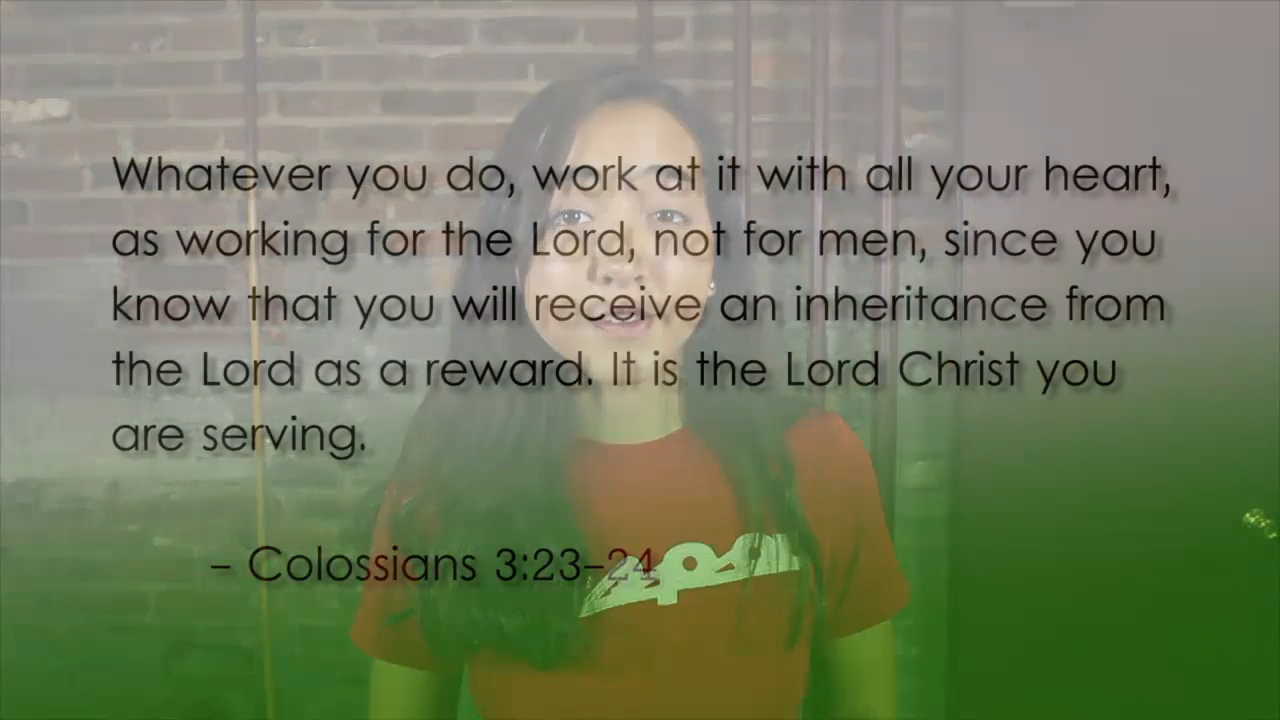 Whatever you do, work at it with all your heart,
as working for the Lord, not for men, since you
know that you will receive an inheritance from
the Lord as a reward. It is the Lord Christ you
are serving.
– Colossians 3:23–24